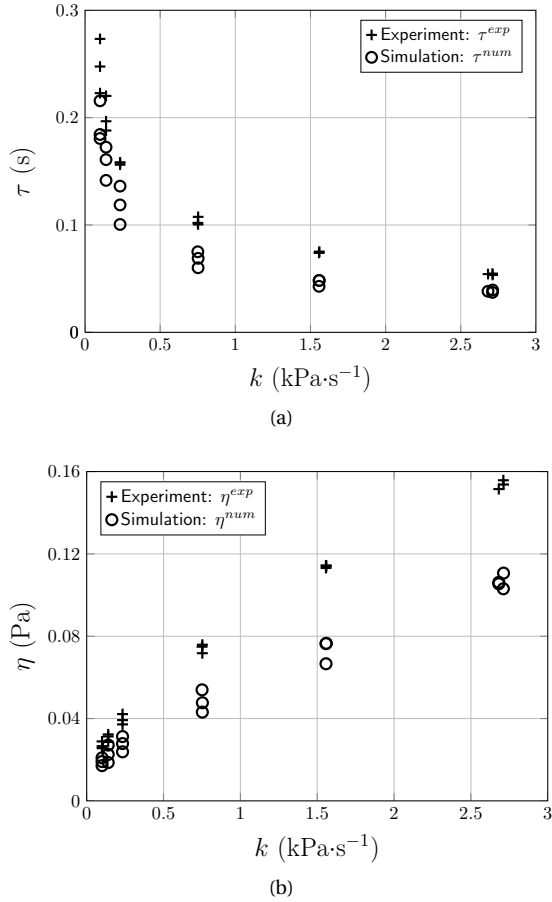 0.3
0.2
0.1
0
τ (s)
Experiment: τ^exp
Simulation: τ^num
0 0.5 1 1.5 2 2.5 3
k (kPa·s⁻¹)
(a)
0.16
0.12
0.08
0.04
0
η (Pa)
Experiment: η^exp
Simulation: η^num
0 0.5 1 1.5 2 2.5 3
k (kPa·s⁻¹)
(b)